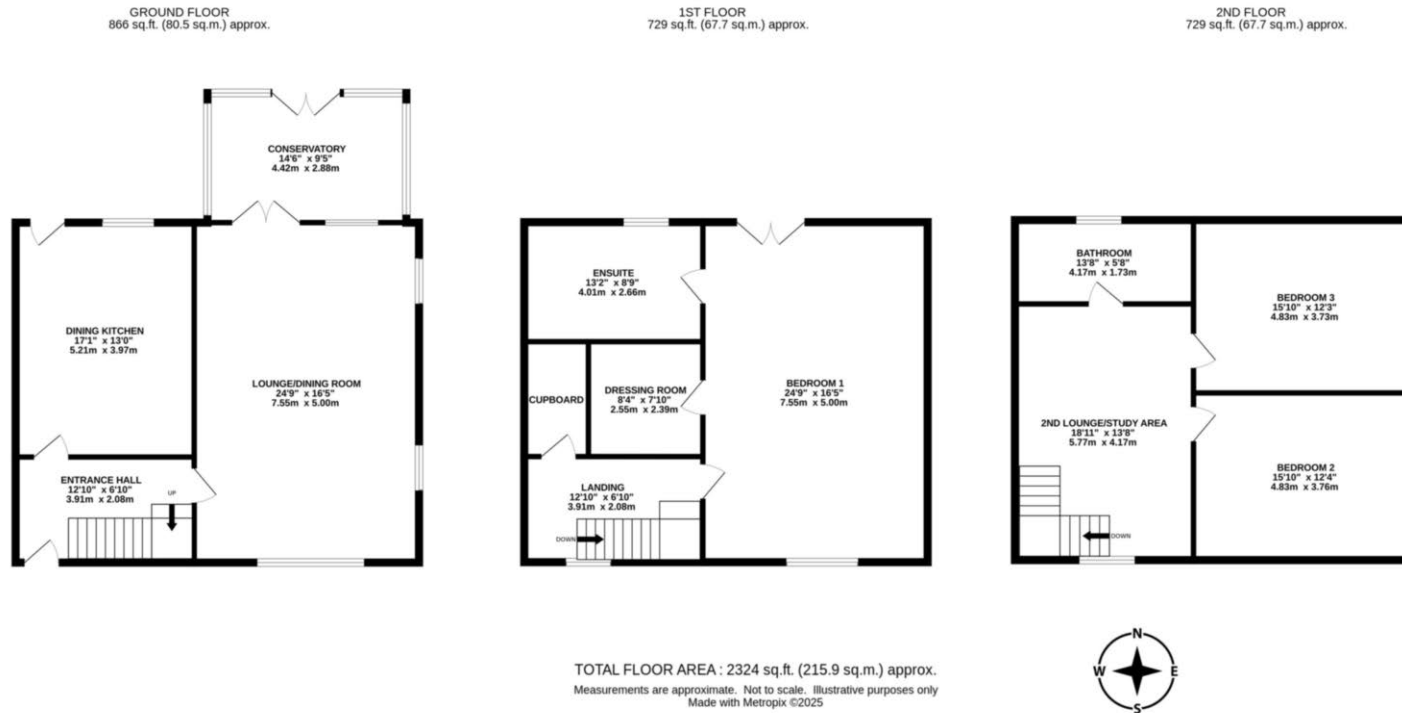 GROUND FLOOR
866 sq.ft. (80.5 sq.m.) approx.
1ST FLOOR
729 sq.ft. (67.7 sq.m.) approx.
2ND FLOOR
729 sq.ft. (67.7 sq.m.) approx.
CONSERVATORY
14'6" x 9'5"
4.42m x 2.88m
DINING KITCHEN
17'1" x 13'0"
5.21m x 3.97m
LOUNGE/DINING ROOM
24'9" x 16'5"
7.55m x 5.00m
ENTRANCE HALL
12'10" x 6'10"
3.91m x 2.08m
UP
ENSUITE
13'2" x 8'9"
4.01m x 2.66m
CUPBOARD
DRESSING ROOM
8'4" x 7'10"
2.55m x 2.39m
BEDROOM 1
24'9" x 16'5"
7.55m x 5.00m
LANDING
12'10" x 6'10"
3.91m x 2.08m
DOWN
BATHROOM
13'8" x 5'8"
4.17m x 1.73m
BEDROOM 3
15'10" x 12'3"
4.83m x 3.73m
2ND LOUNGE/STUDY AREA
18'11" x 13'8"
5.77m x 4.17m
BEDROOM 2
15'10" x 12'4"
4.83m x 3.76m
DOWN
TOTAL FLOOR AREA : 2324 sq.ft. (215.9 sq.m.) approx.
Measurements are approximate. Not to scale. Illustrative purposes only
Made with Metropix ©2025
N
W E
S